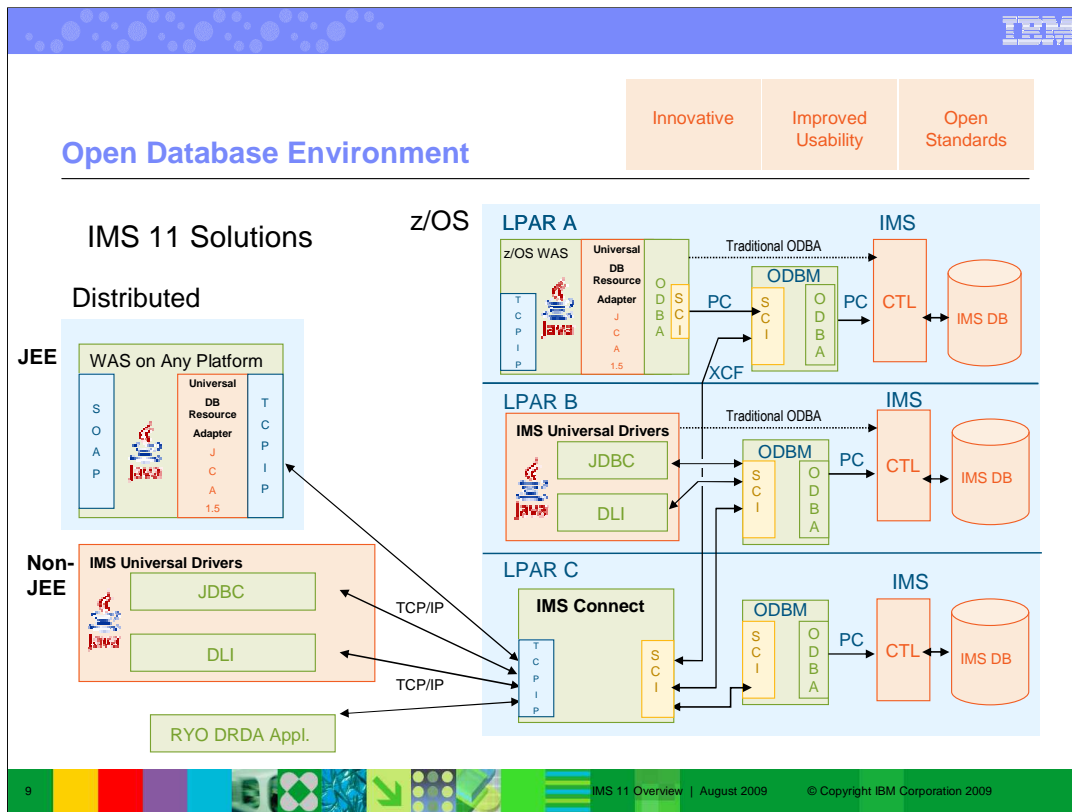 IBM
Innovative
Improved
Usability
Open
Standards
Open Database Environment
IMS 11 Solutions
z/OS
Distributed
JEE
WAS on Any Platform
SOAP
Java
Universal
DB
Resource
Adapter
J
C
A
1.5
TCPIP
Non-
JEE
IMS Universal Drivers
Java
JDBC
DLI
TCP/IP
TCP/IP
RYO DRDA Appl.
LPAR A
z/OS WAS
TCPIP
Java
Universal
DB
Resource
Adapter
J
C
A
1.5
ODBA
SCI
Traditional ODBA
PC
ODBM
SCI
ODBA
PC
IMS
CTL
IMS DB
XCF
LPAR B
IMS Universal Drivers
Java
JDBC
DLI
Traditional ODBA
ODBM
SCI
ODBA
PC
IMS
CTL
IMS DB
LPAR C
IMS Connect
TCPIP
SCI
ODBM
SCI
ODBA
PC
IMS
CTL
IMS DB
9
IMS 11 Overview | August 2009
© Copyright IBM Corporation 2009